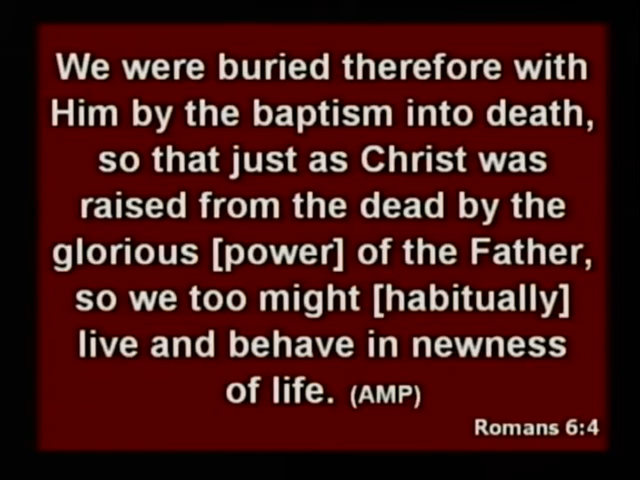 We were buried therefore with
Him by the baptism into death,
so that just as Christ was
raised from the dead by the
glorious [power] of the Father,
so we too might [habitually]
live and behave in newness
of life. (AMP)
Romans 6:4